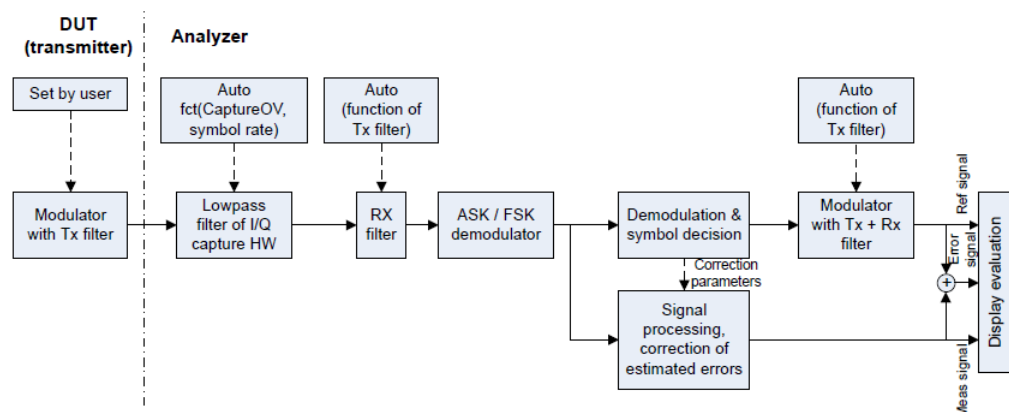 DUT
(transmitter)
Analyzer
Set by user
Auto
fct(CaptureOV,
symbol rate)
Auto
(function of
Tx filter)
Auto
(function of
Tx filter)
Modulator
with Tx filter
Lowpass
filter of I/Q
capture HW
RX
filter
ASK / FSK
demodulator
Demodulation &
symbol decision
Modulator
with Tx + Rx
filter
Ref signal
Error
signal
+
Display evaluation
Correction
parameters
Signal
processing,
correction of
estimated errors
Meas signal